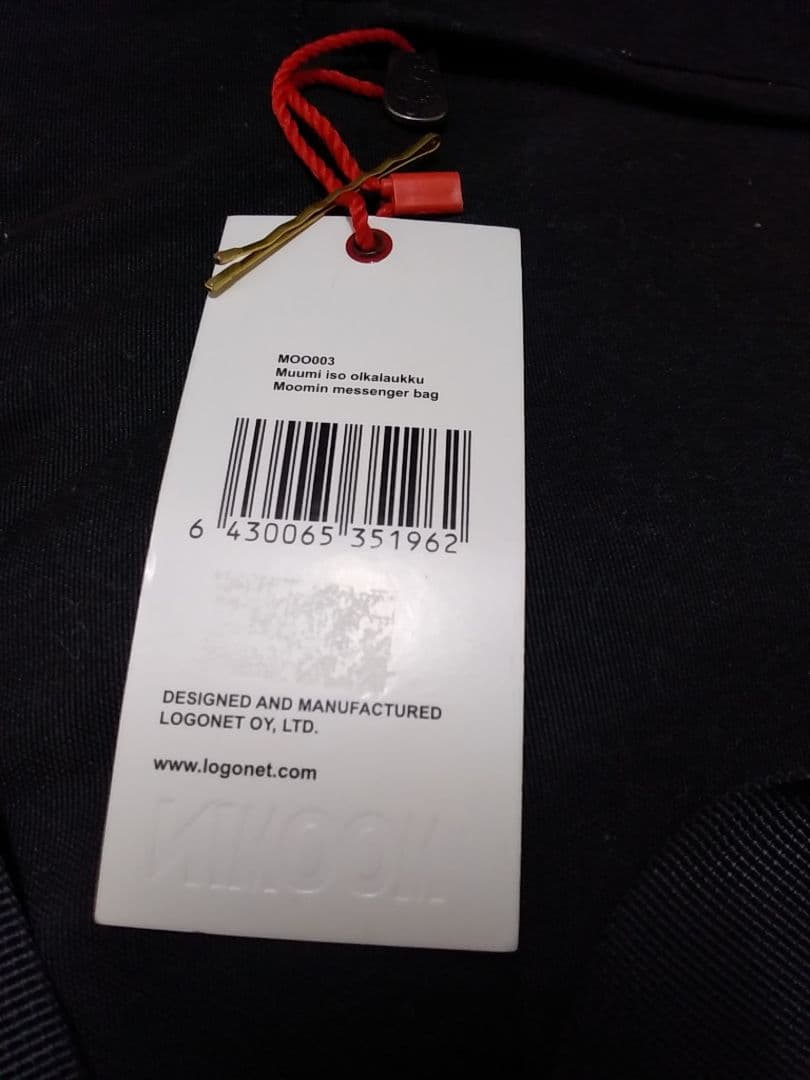 MOO003
Muumi iso olkalaukku
Moomin messenger bag
6 430065 351962
DESIGNED AND MANUFACTURED
LOGONET OY, LTD.
www.logonet.com
MOOMIN